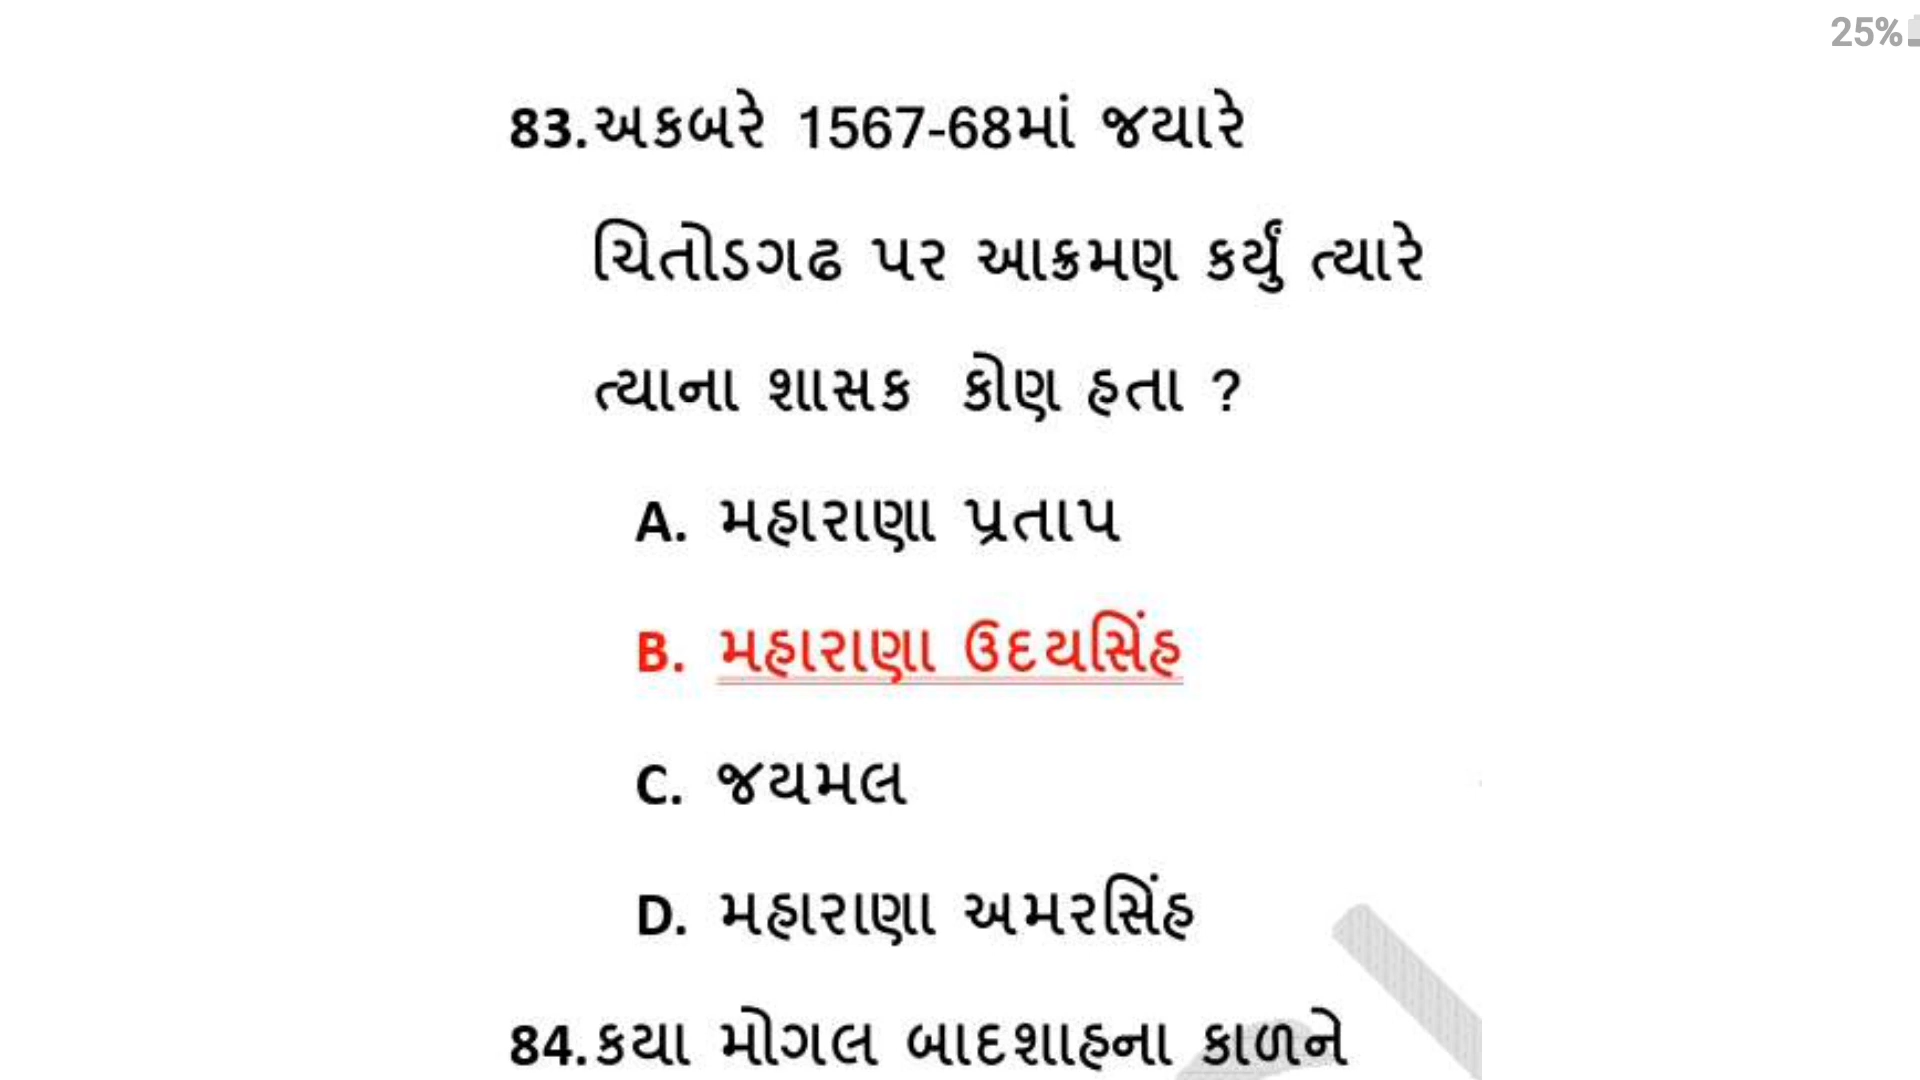 25%
83.અકબરે 1567-68માં જયારે
ચિતોડગઢ પર આક્રમણ કર્યું ત્યારે
ત્યાના શાસક કોણ હતા ?
A. મહારાણા પ્રતાપ
B. મહારાણા ઉદયસિંહ
C. જયમલ
D. મહારાણા અમરસિંહ
84.કયા મોગલ બાદશાહના કાળને